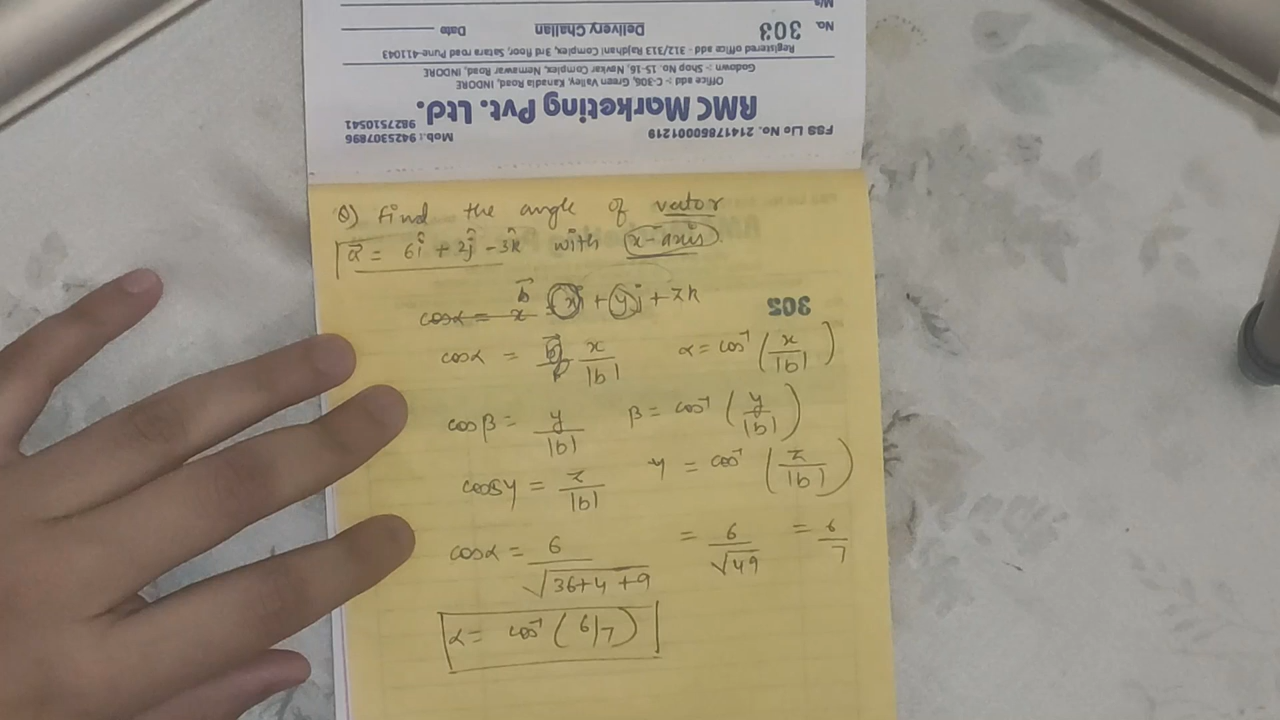 M/s
No. 303 Delivery Challan Date
Registered office add - 312/313 Rajdhani Complex, 3rd floor, Satara road Pune-411043
Godown :- Shop No. 15-16, Navkar Complex, Nemawar Road, INDORE
Office add :- C-306, Green Valley, Kanadia Road, INDORE
RMC Marketing Pvt. Ltd.
FSS Lic No. 21417850001219
Mob.: 9425307896
9827510541
Q) Find the angle of vector
a⃗ = 6î + 2ĵ - 3k̂ with x-axis.
b⃗ = xi + yj + zk
305
cosα = x/|b| α = cos⁻¹ (x/|b|)
cosβ = y/|b| β = cos⁻¹ (y/|b|)
cosγ = z/|b| γ = cos⁻¹ (z/|b|)
cosα = 6/√36+4+9 = 6/√49 = 6/7
α = cos⁻¹ (6/7)